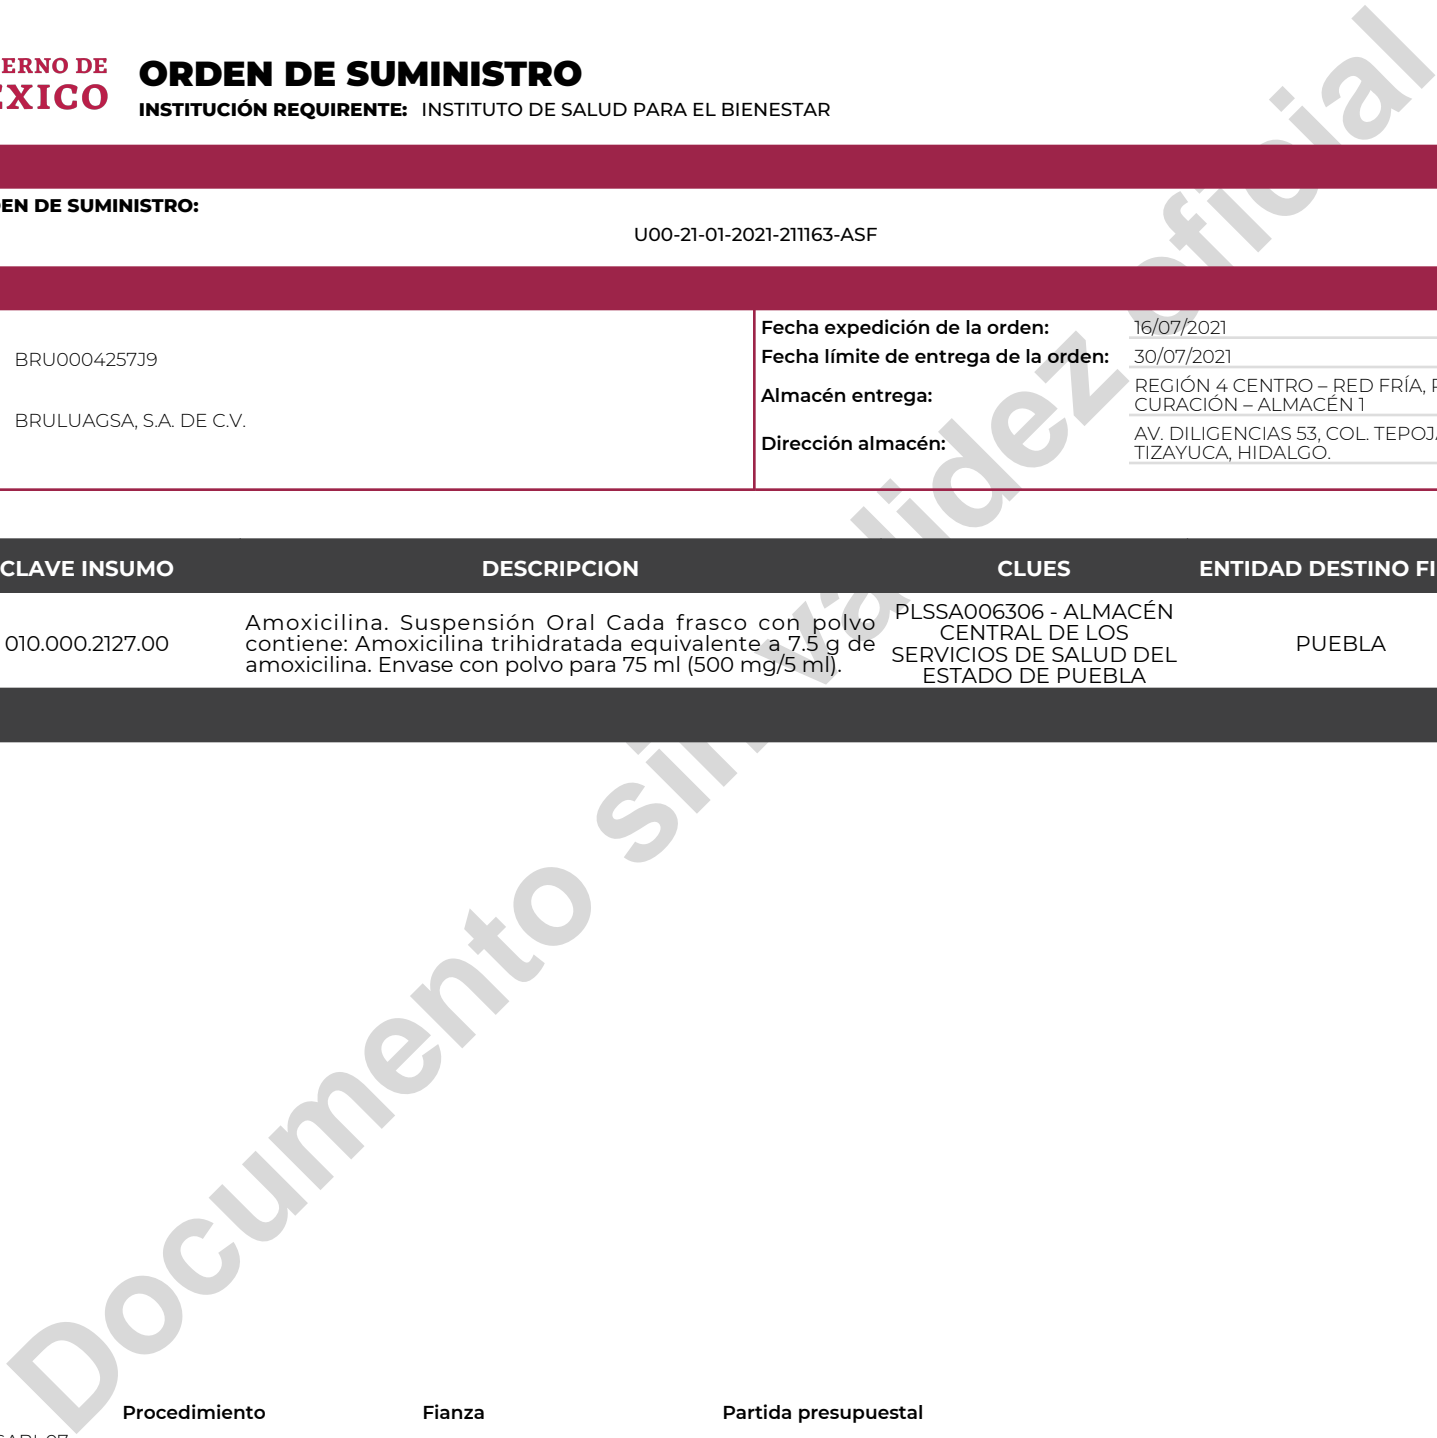 ERNO DE
ÉXICO
ORDEN DE SUMINISTRO
INSTITUCIÓN REQUIRENTE: INSTITUTO DE SALUD PARA EL BIENESTAR
EN DE SUMINISTRO:
U00-21-01-2021-211163-ASF
BRU0004257J9
BRULUAGSA, S.A. DE C.V.
Fecha expedición de la orden: 16/07/2021
Fecha límite de entrega de la orden: 30/07/2021
Almacén entrega: REGIÓN 4 CENTRO – RED FRÍA,
CURACIÓN – ALMACÉN 1
Dirección almacén: AV. DILIGENCIAS 53, COL. TEPOJA
TIZAYUCA, HIDALGO.
CLAVE INSUMO DESCRIPCION CLUES ENTIDAD DESTINO FI
010.000.2127.00
Amoxicilina. Suspensión Oral Cada frasco con polvo
contiene: Amoxicilina trihidratada equivalente a 7.5 g de
amoxicilina. Envase con polvo para 75 ml (500 mg/5 ml).
PLSSA006306 - ALMACÉN
CENTRAL DE LOS
SERVICIOS DE SALUD DEL
ESTADO DE PUEBLA
PUEBLA
Documento sin validez oficial
Procedimiento Fianza Partida presupuestal